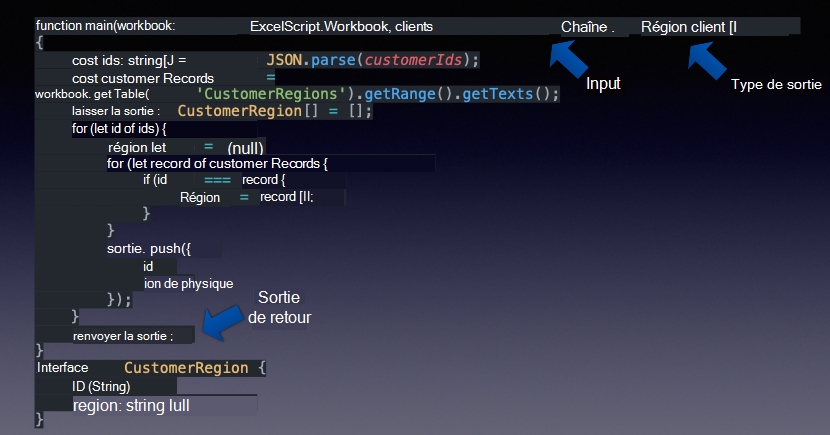 function main(workbook: ExcelScript.Workbook, clients Chaîne . Région client [I
{
cost ids: string[J = JSON.parse(customerIds);
cost customer Records =
workbook. get Table( 'CustomerRegions').getRange().getTexts();
laisser la sortie : CustomerRegion[] = [];
for (let id of ids) {
région let = (null)
for (let record of customer Records {
if (id === record {
Région = record [II;
}
}
sortie. push({
id
ion de physique
});
}
renvoyer la sortie ;
}
Interface CustomerRegion {
ID (String)
region: string lull
}
Input
Type de sortie
Sortie
de retour